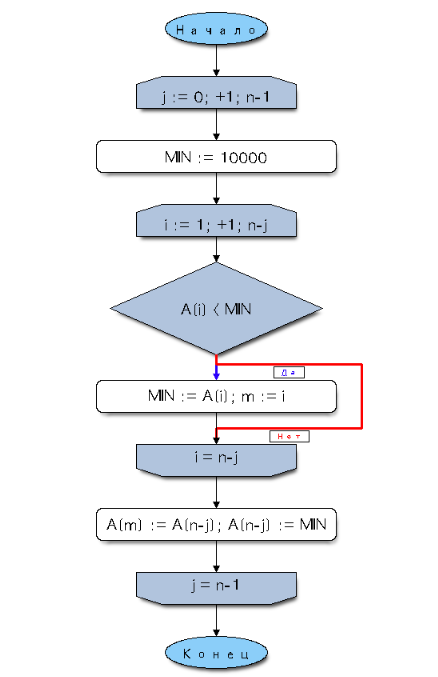 Начало
j := 0; +1; n-1
MIN := 10000
i := 1; +1; n-j
A(i) < MIN
Да
MIN := A(i); m := i
Нет
i = n-j
A(m) := A(n-j); A(n-j) := MIN
j = n-1
Конец